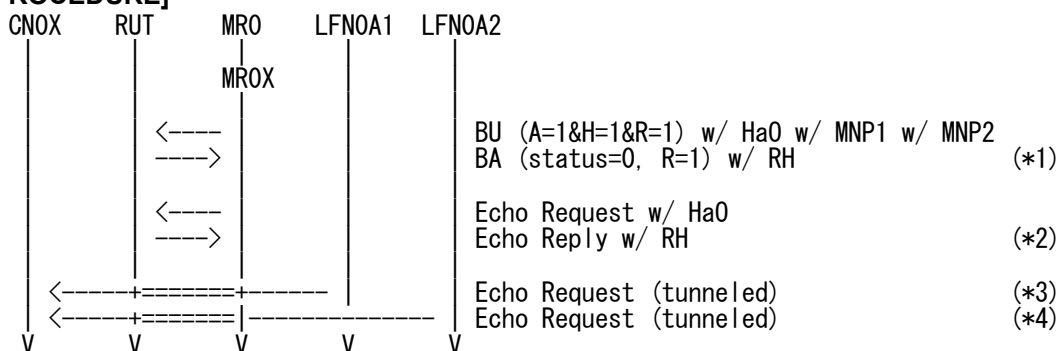 ROCEDURE]
CN0X RUT MR0 LFN0A1 LFN0A2
| | | | |
| | MR0X | |
| | | | |
| | <---- | | | BU (A=1&H=1&R=1) w/ HaO w/ MNP1 w/ MNP2
| | ----> | | | BA (status=0, R=1) w/ RH (*1)
| | | | |
| | <---- | | | Echo Request w/ HaO
| | ----> | | | Echo Reply w/ RH (*2)
| | | | |
| <-----+=======+------ | | Echo Request (tunneled) (*3)
| <-----+=======|-------------- | Echo Request (tunneled) (*4)
V V V V V